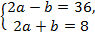 2a − b = 36,
2a + b = 8